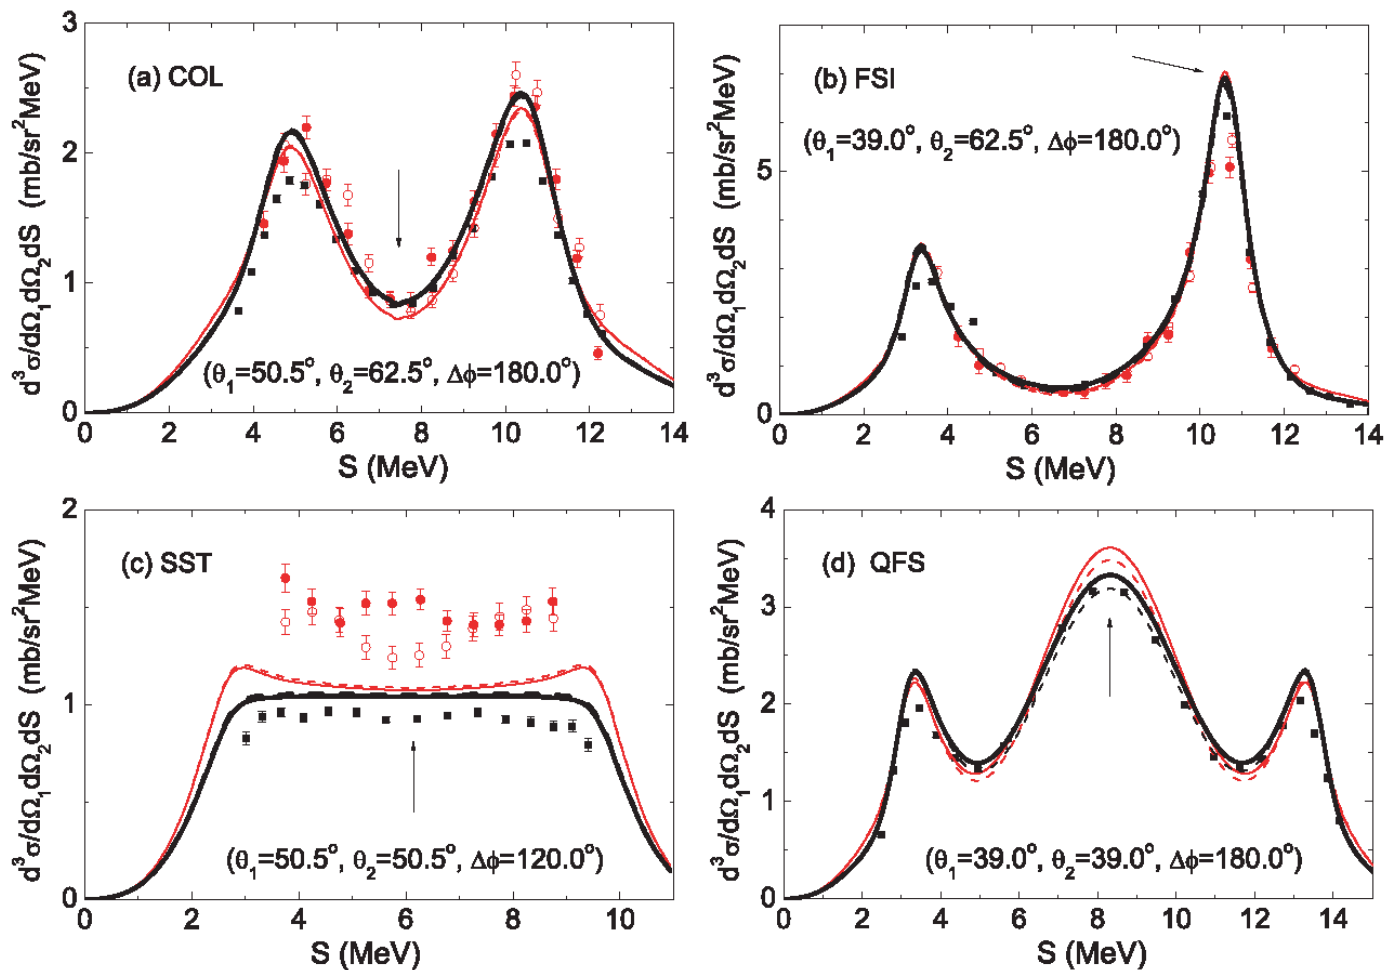 3
2
1
0
0 2 4 6 8 10 12 14
d³σ/dΩ₁dΩ₂dS (mb/sr²MeV)
S (MeV)
(a) COL
(θ₁=50.5°, θ₂=62.5°, Δϕ=180.0°)
5
0
0 2 4 6 8 10 12 14
d³σ/dΩ₁dΩ₂dS (mb/sr²MeV)
S (MeV)
(b) FSI
(θ₁=39.0°, θ₂=62.5°, Δϕ=180.0°)
2
1
0
0 2 4 6 8 10
d³σ/dΩ₁dΩ₂dS (mb/sr²MeV)
S (MeV)
(c) SST
(θ₁=50.5°, θ₂=50.5°, Δϕ=120.0°)
4
3
2
1
0
0 2 4 6 8 10 12 14
d³σ/dΩ₁dΩ₂dS (mb/sr²MeV)
S (MeV)
(d) QFS
(θ₁=39.0°, θ₂=39.0°, Δϕ=180.0°)